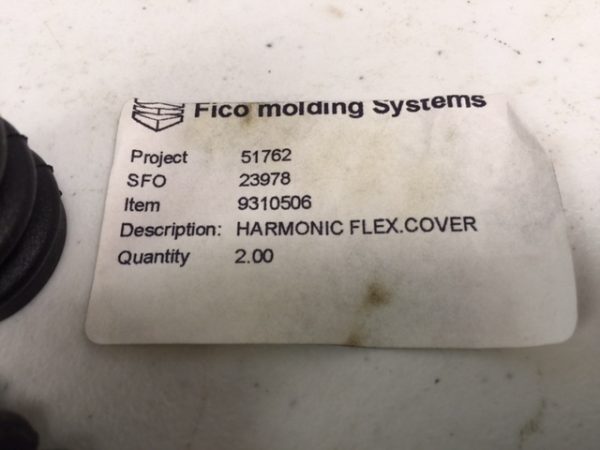 Fico molding Systems
Project 51762
SFO 23978
Item 9310506
Description: HARMONIC FLEX.COVER
Quantity 2.00